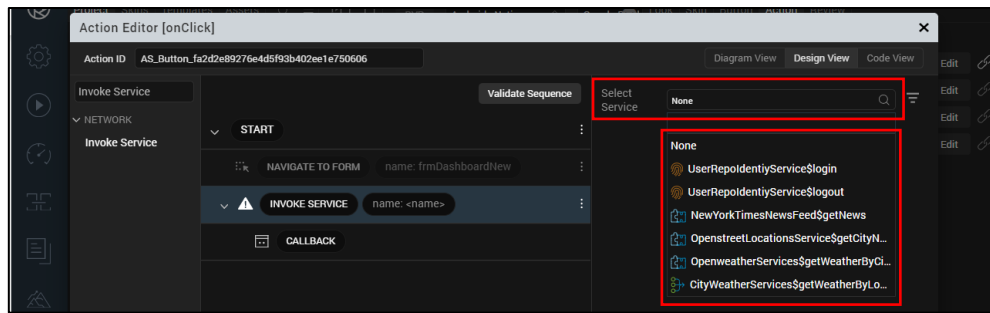 Action Editor [onClick]
Action ID AS_Button_fa2d2e89276e4d5f93b402ee1e750606 Diagram View Design View Code View
Edit
Edit
Edit
Edit
Invoke Service
NETWORK
Invoke Service
Validate Sequence
START
NAVIGATE TO FORM name: frmDashboardNew
INVOKE SERVICE name: <name>
CALLBACK
Select
Service
None
None
UserRepoIdentiyService$login
UserRepoIdentiyService$logout
NewYorkTimesNewsFeed$getNews
OpenstreetLocationsService$getCityN...
OpenweatherServices$getWeatherByCi...
CityWeatherServices$getWeatherByLo...